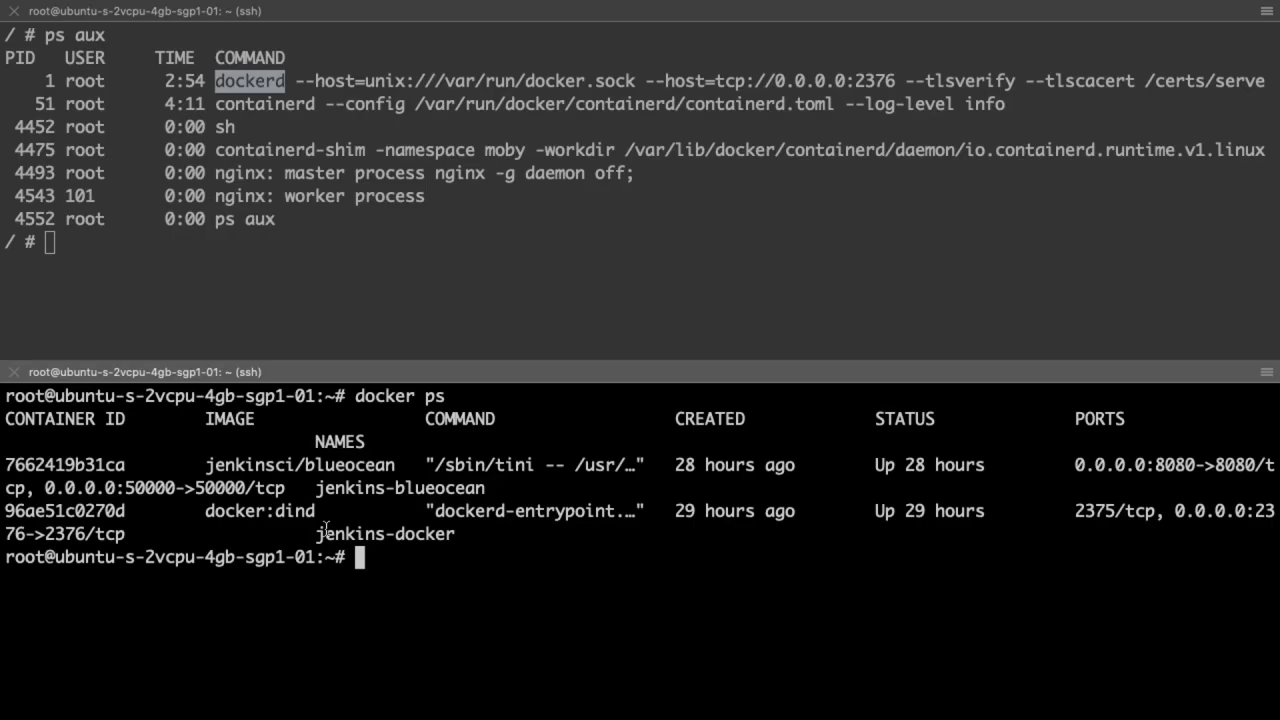 root@ubuntu-s-2vcpu-4gb-sgp1-01: ~ (ssh)
/ # ps aux
PID   USER     TIME  COMMAND
    1 root      2:54 dockerd --host=unix:///var/run/docker.sock --host=tcp://0.0.0.0:2376 --tlsverify --tlscacert /certs/serve
   51 root      4:11 containerd --config /var/run/docker/containerd/containerd.toml --log-level info
 4452 root      0:00 sh
 4475 root      0:00 containerd-shim -namespace moby -workdir /var/lib/docker/containerd/daemon/io.containerd.runtime.v1.linux
 4493 root      0:00 nginx: master process nginx -g daemon off;
 4543 101       0:00 nginx: worker process
 4552 root      0:00 ps aux
/ #
root@ubuntu-s-2vcpu-4gb-sgp1-01: ~ (ssh)
root@ubuntu-s-2vcpu-4gb-sgp1-01:~# docker ps
CONTAINER ID        IMAGE                 COMMAND                  CREATED             STATUS              PORTS
                               NAMES
7662419b31ca        jenkinsci/blueocean   "/sbin/tini -- /usr/…"   28 hours ago        Up 28 hours         0.0.0.0:8080->8080/t
cp, 0.0.0.0:50000->50000/tcp   jenkins-blueocean
96ae51c0270d        docker:dind           "dockerd-entrypoint.…"   29 hours ago        Up 29 hours         2375/tcp, 0.0.0.0:23
76->2376/tcp                   jenkins-docker
root@ubuntu-s-2vcpu-4gb-sgp1-01:~#